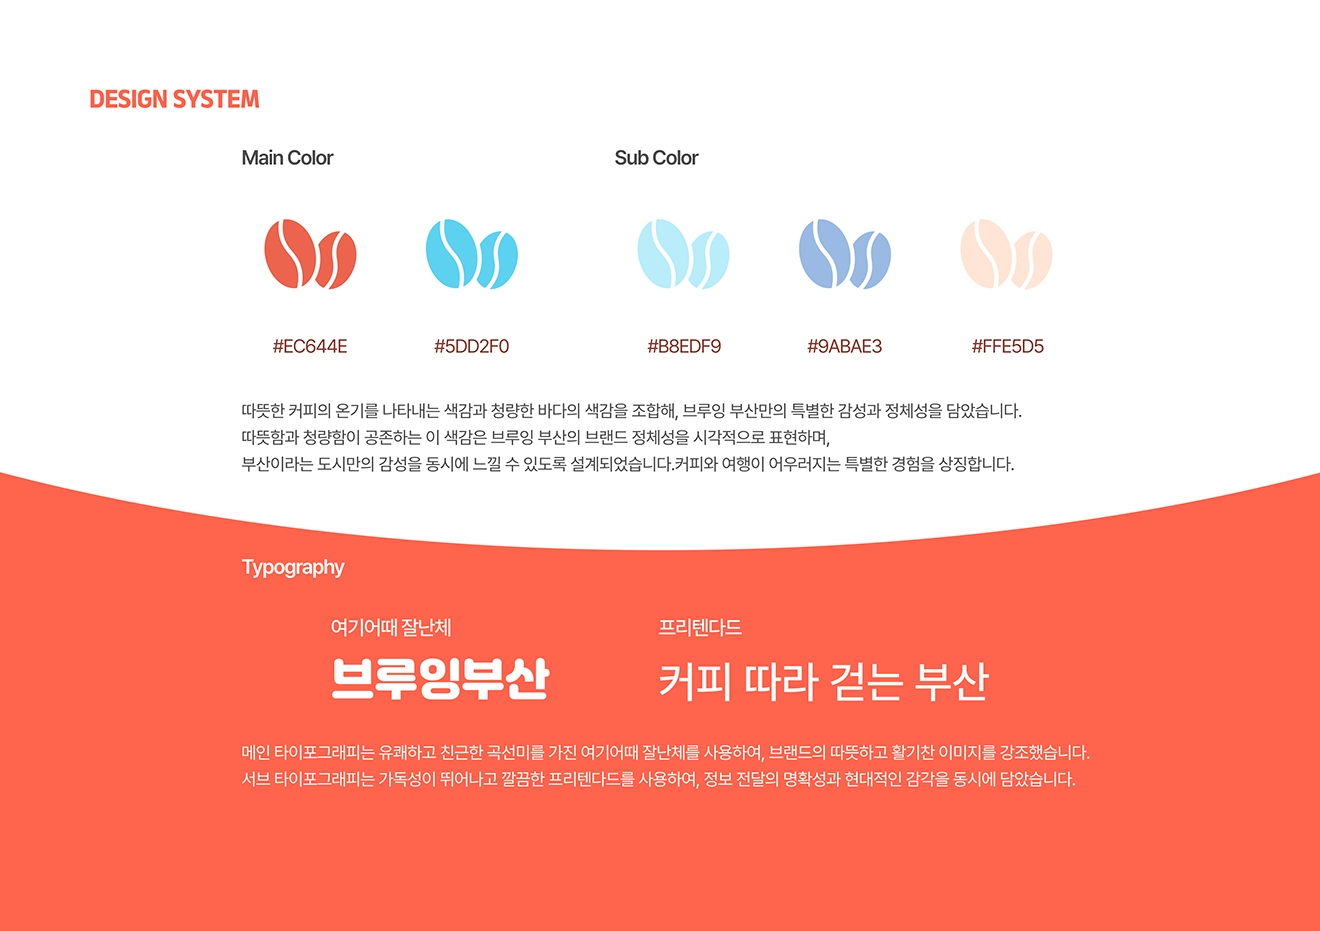 DESIGN SYSTEM
Main Color
Sub Color
#EC644E
#5DD2F0
#B8EDF9
#9ABAE3
#FFE5D5
따뜻한 커피의 온기를 나타내는 색감과 청량한 바다의 색감을 조합해, 브루잉 부산만의 특별한 감성과 정체성을 담았습니다.
따뜻함과 청량함이 공존하는 이 색감은 브루잉 부산의 브랜드 정체성을 시각적으로 표현하며,
부산이라는 도시만의 감성을 동시에 느낄 수 있도록 설계되었습니다.커피와 여행이 어우러지는 특별한 경험을 상징합니다.
Typography
여기어때 잘난체
브루잉부산
프리텐다드
커피 따라 걷는 부산
메인 타이포그래피는 유쾌하고 친근한 곡선미를 가진 여기어때 잘난체를 사용하여, 브랜드의 따뜻하고 활기찬 이미지를 강조했습니다.
서브 타이포그래피는 가독성이 뛰어나고 깔끔한 프리텐다드를 사용하여, 정보 전달의 명확성과 현대적인 감각을 동시에 담았습니다.